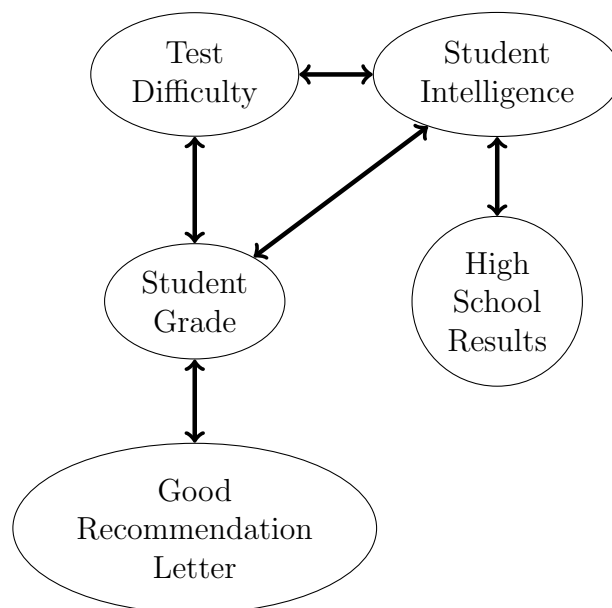 Test
Difficulty
Student
Intelligence
Student
Grade
High
School
Results
Good
Recommendation
Letter